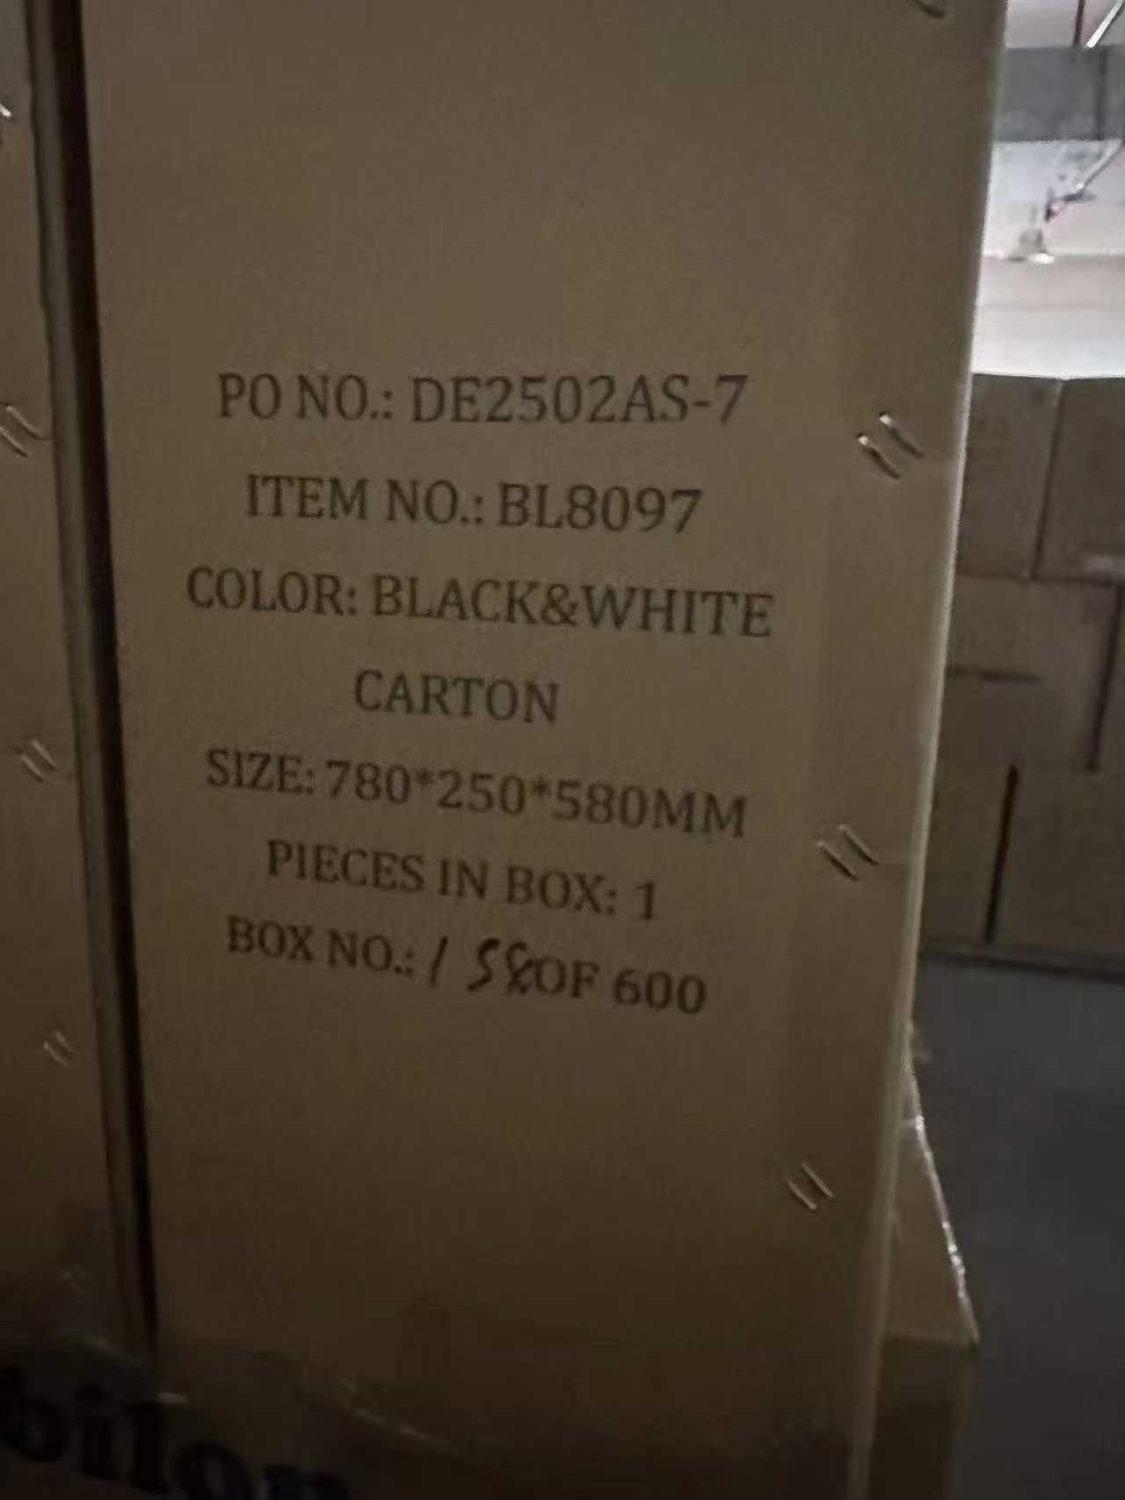 PO NO.: DE2502AS-7
ITEM NO.: BL8097
COLOR: BLACK&WHITE
CARTON
SIZE: 780*250*580MM
PIECES IN BOX: 1
BOX NO.: 158 OF 600